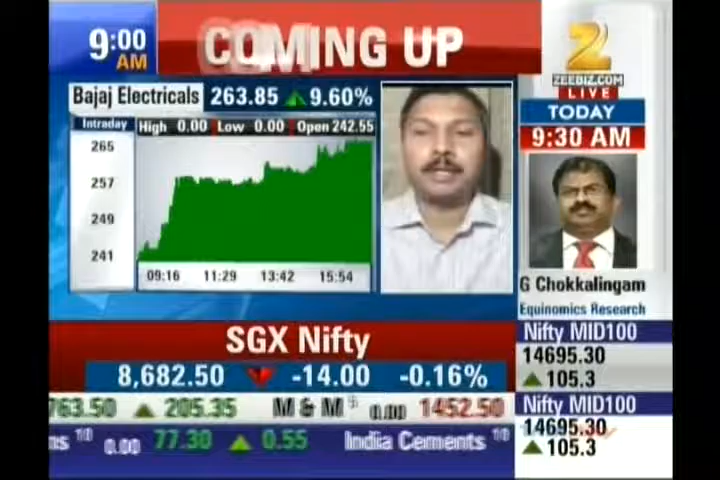 9:00
AM
COMING UP
ZEEBIZ.COM
LIVE
TODAY
9:30 AM
Bajaj Electricals 263.85 9.60%
Intraday High 0.00 Low 0.00 Open 242.55
265
257
249
241
09:16 11:29 13:42 15:54
G Chokkalingam
Equinomics Research
SGX Nifty
8,682.50 -14.00 -0.16%
Nifty MID100
14695.30
105.3
763.50 205.35 M & M $ 0.00 1452.50
Nifty MID100
14695.30
105.3
ns 10 0.00 77.30 0.55 India Cements 10